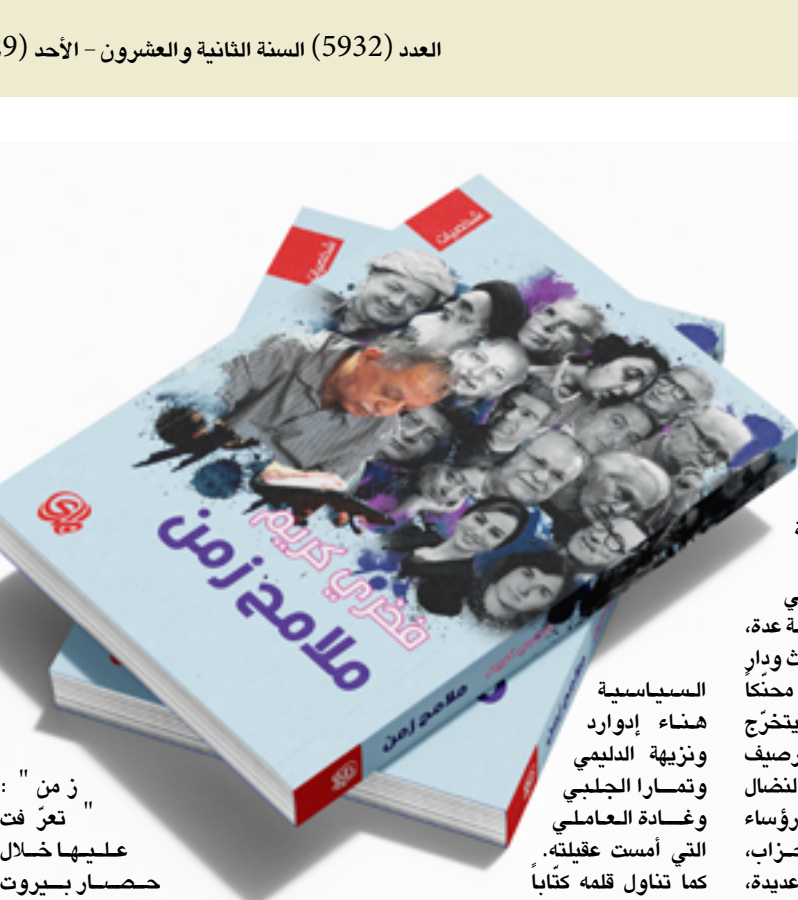 العدد (5932) السنة الثانية والعشرون - الأحد (
شخصيات
شخصيات
فخري كريم
ملامح زمن
ملامح زمن
ة عدة،
ث ودار
محنّكاً
يتخرّج
رصيف
لنضال
رؤساء
حزاب،
عديدة،
السياسية
هناء إدوارد
ونزيهة الدليمي
وتمارا الجلبي
وغادة العاملي
التي أمست عقيلته.
كما تناول قلمه كتّاباً
ز من " :
" تعرّ فت
عليها خلال
حصار بيروت